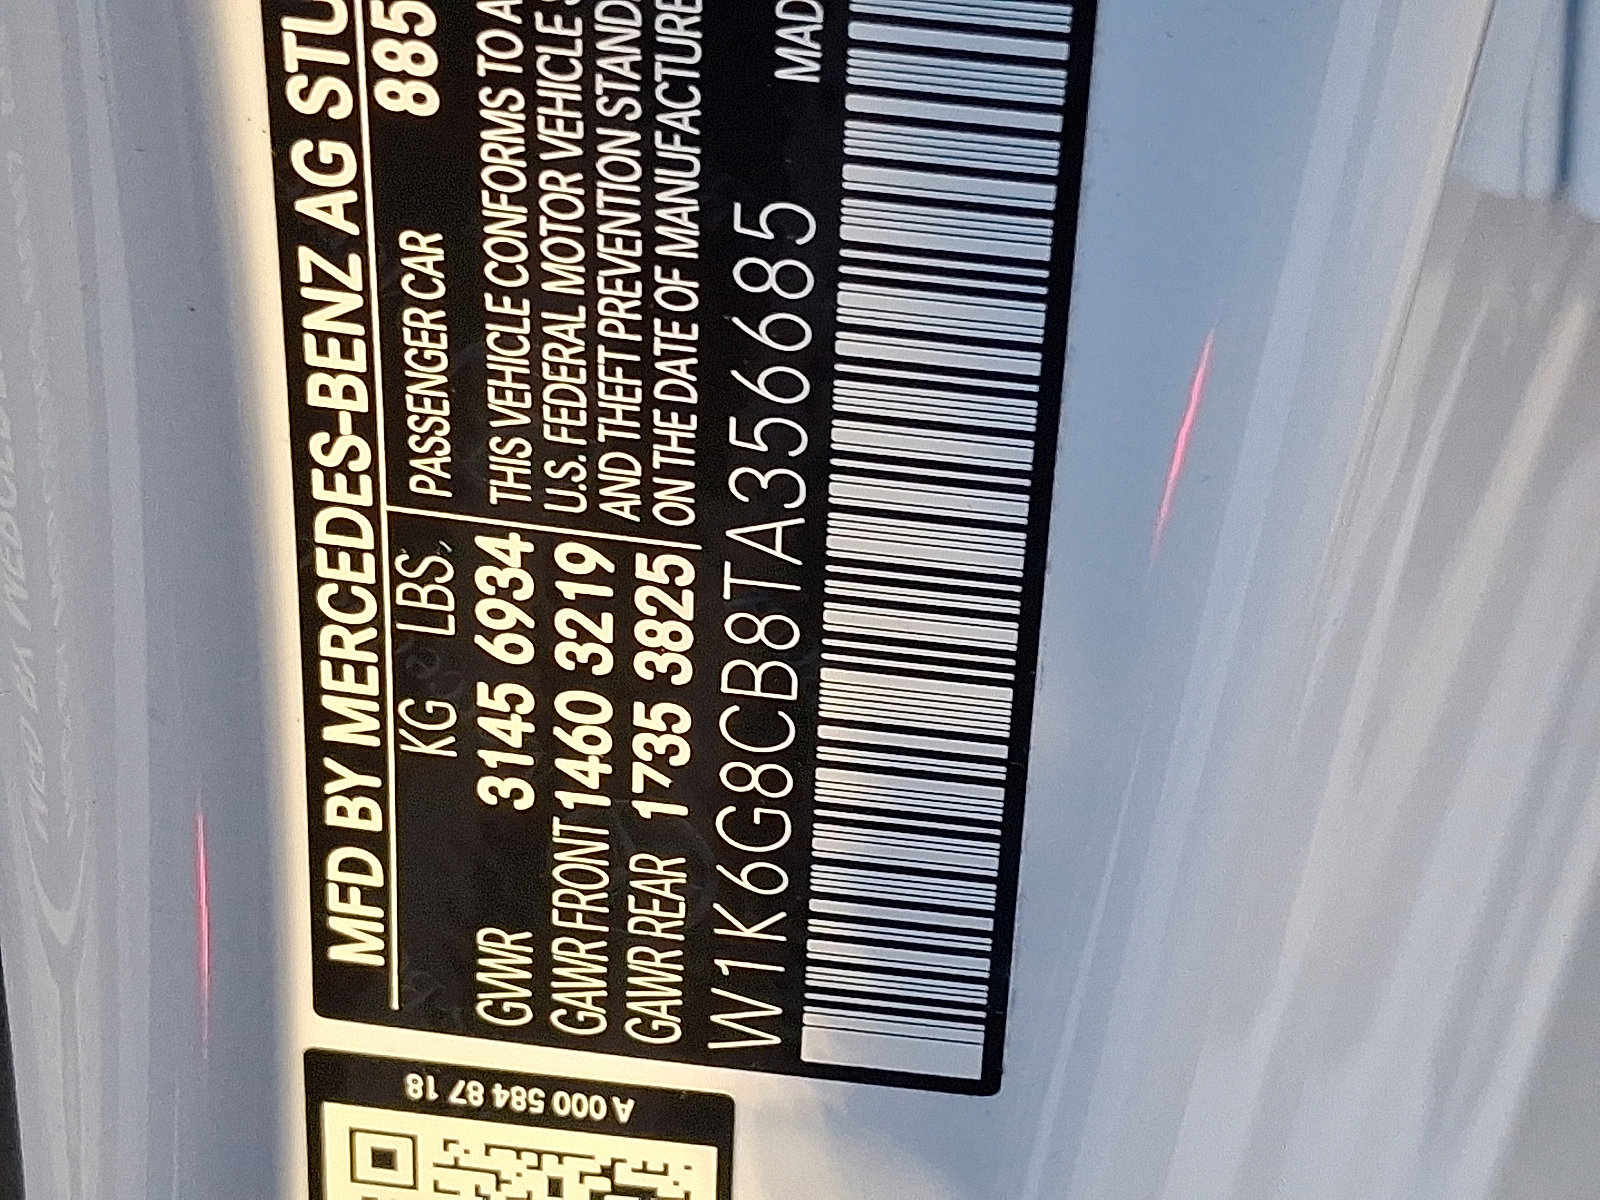 MFD BY MERCEDES-BENZ AG STU
885
KG LBS. PASSENGER CAR
GVWR 3145 6934
GAWR FRONT 1460 3219
GAWR REAR 1735 3825
THIS VEHICLE CONFORMS TO A
U.S. FEDERAL MOTOR VEHICLE S
AND THEFT PREVENTION STAND
ON THE DATE OF MANUFACTURE
W1K6G8CB8TA356685
MAD
A 000 584 87 18